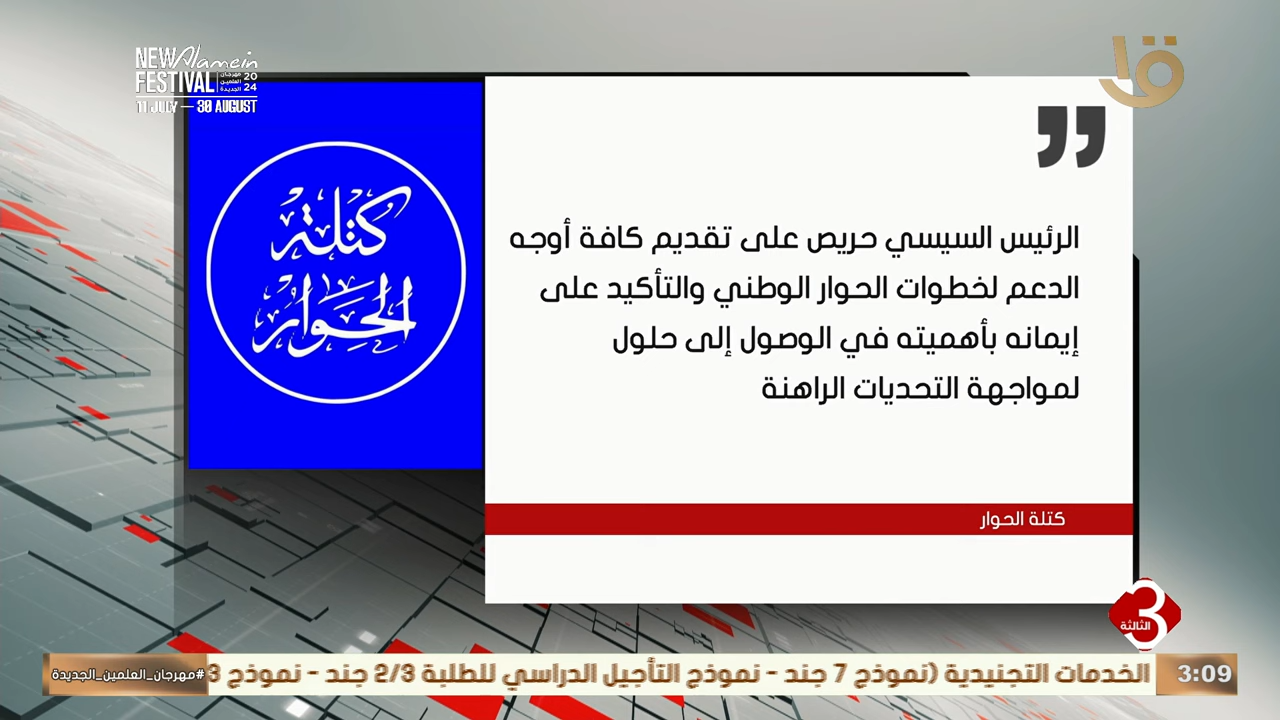 NEW Alamein
FESTIVAL
مهرجان
العلمين
الجديدة
20
24
11 JULY — 30 AUGUST
كتلة
الحوار
الرئيس السيسي حريص على تقديم كافة أوجه
الدعم لخطوات الحوار الوطني والتأكيد على
إيمانه بأهميته في الوصول إلى حلول
لمواجهة التحديات الراهنة
كتلة الحوار
3
الثالثة
3:09
الخدمات التجنيدية (نموذج 7 جند - نموذج التأجيل الدراسي للطلبة 2/3 جند - نموذج 3
#مهرجان_العلمين_الجديدة